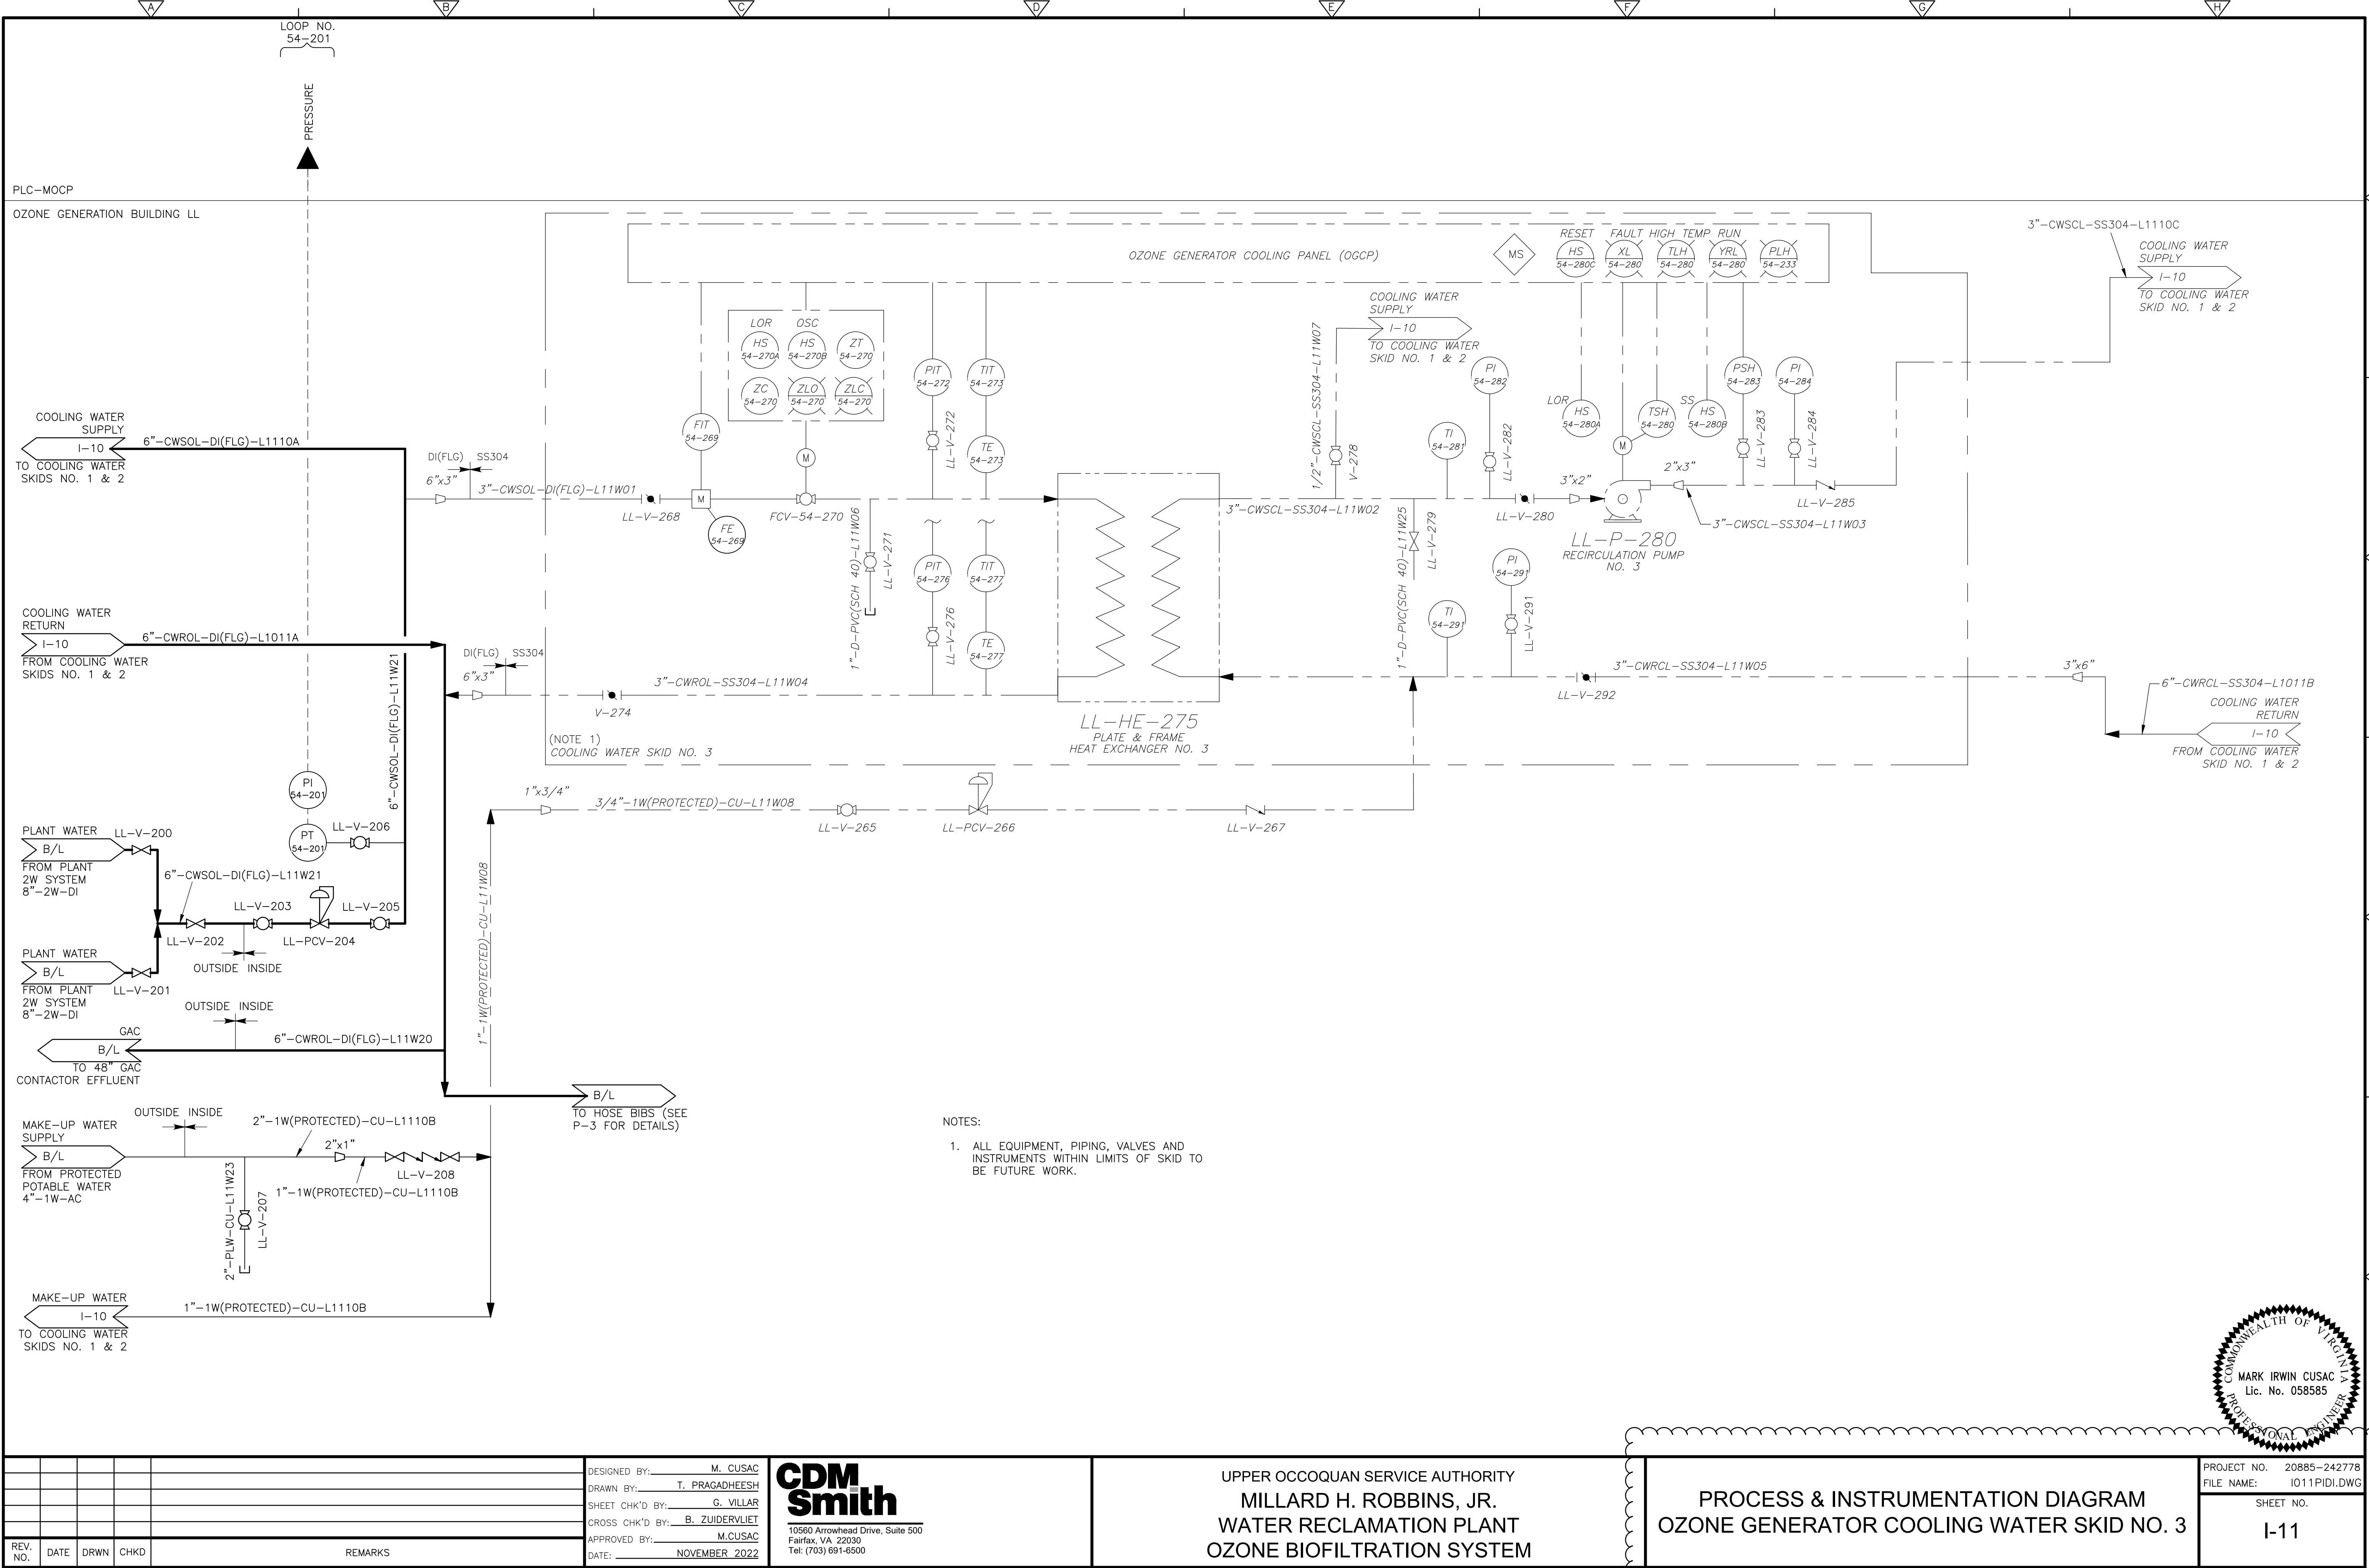 A
B
C
D
E
F
G
H
LOOP NO.
54-201
PRESSURE
PLC-MOCP
OZONE GENERATION BUILDING LL
OZONE GENERATOR COOLING PANEL (OGCP)
MS
RESET FAULT HIGH TEMP RUN
HS
54-280C
XL
54-280
TLH
54-280
YRL
54-280
PLH
54-233
3"-CWSCL-SS304-L1110C
COOLING WATER
SUPPLY
I-10
TO COOLING WATER
SKID NO. 1 & 2
COOLING WATER
SUPPLY
I-10
TO COOLING WATER
SKID NO. 1 & 2
1/2"-CWSCL-SS304-L11W07
V-278
LOR
OSC
HS
54-270A
HS
54-270B
ZT
54-270
ZC
54-270
ZLO
54-270
ZLC
54-270
PIT
54-272
TIT
54-273
LL-V-272
TE
54-273
FIT
54-269
M
PI
54-282
LL-V-282
TI
54-281
LOR
HS
54-280A
TSH
54-280
SS
HS
54-280B
M
PSH
54-283
PI
54-284
LL-V-283
LL-V-284
COOLING WATER
SUPPLY
I-10
TO COOLING WATER
SKIDS NO. 1 & 2
6"-CWSOL-DI(FLG)-L1110A
DI(FLG) SS304
6"x3"
3"-CWSOL-DI(FLG)-L11W01
LL-V-268
M
FE
54-269
FCV-54-270
1"-D-PVC(SCH 40)-L11W06
LL-V-271
3"-CWSCL-SS304-L11W02
1"-D-PVC(SCH 40)-L11W25
LL-V-279
LL-V-280
3"x2"
2"x3"
LL-V-285
3"-CWSCL-SS304-L11W03
LL-P-280
RECIRCULATION PUMP
NO. 3
PIT
54-276
TIT
54-277
LL-V-276
TE
54-277
PI
54-291
LL-V-291
TI
54-291
COOLING WATER
RETURN
I-10
FROM COOLING WATER
SKIDS NO. 1 & 2
6"-CWROL-DI(FLG)-L1011A
6"-CWSOL-DI(FLG)-L11W21
DI(FLG) SS304
6"x3"
3"-CWROL-SS304-L11W04
V-274
(NOTE 1)
COOLING WATER SKID NO. 3
LL-HE-275
PLATE & FRAME
HEAT EXCHANGER NO. 3
3"-CWRCL-SS304-L11W05
LL-V-292
3"x6"
6"-CWRCL-SS304-L1011B
COOLING WATER
RETURN
I-10
FROM COOLING WATER
SKID NO. 1 & 2
1"x3/4"
3/4"-1W(PROTECTED)-CU-L11W08
LL-V-265
LL-PCV-266
LL-V-267
PI
54-201
PT
54-201
LL-V-206
PLANT WATER
B/L
FROM PLANT
2W SYSTEM
8"-2W-DI
LL-V-200
6"-CWSOL-DI(FLG)-L11W21
LL-V-203
LL-V-205
LL-V-202
LL-PCV-204
OUTSIDE INSIDE
PLANT WATER
B/L
FROM PLANT
2W SYSTEM
8"-2W-DI
LL-V-201
1"-1W(PROTECTED)-CU-L11W08
OUTSIDE INSIDE
GAC
B/L
TO 48" GAC
CONTACTOR EFFLUENT
6"-CWROL-DI(FLG)-L11W20
B/L
TO HOSE BIBS (SEE
P-3 FOR DETAILS)
OUTSIDE INSIDE
MAKE-UP WATER
SUPPLY
B/L
FROM PROTECTED
POTABLE WATER
4"-1W-AC
2"-1W(PROTECTED)-CU-L1110B
2"x1"
LL-V-208
1"-1W(PROTECTED)-CU-L1110B
2"-PLW-CU-L11W23
LL-V-207
MAKE-UP WATER
I-10
TO COOLING WATER
SKIDS NO. 1 & 2
1"-1W(PROTECTED)-CU-L1110B
NOTES:
1. ALL EQUIPMENT, PIPING, VALVES AND
INSTRUMENTS WITHIN LIMITS OF SKID TO
BE FUTURE WORK.
COMMONWEALTH OF VIRGINIA
MARK IRWIN CUSAC
Lic. No. 058585
PROFESSIONAL ENGINEER
REV. NO.
DATE
DRWN
CHKD
REMARKS
DESIGNED BY: M. CUSAC
DRAWN BY: T. PRAGADHEESH
SHEET CHK'D BY: G. VILLAR
CROSS CHK'D BY: B. ZUIDERVLIET
APPROVED BY: M.CUSAC
DATE: NOVEMBER 2022
CDM
Smith
10560 Arrowhead Drive, Suite 500
Fairfax, VA 22030
Tel: (703) 691-6500
UPPER OCCOQUAN SERVICE AUTHORITY
MILLARD H. ROBBINS, JR.
WATER RECLAMATION PLANT
OZONE BIOFILTRATION SYSTEM
PROCESS & INSTRUMENTATION DIAGRAM
OZONE GENERATOR COOLING WATER SKID NO. 3
PROJECT NO. 20885-242778
FILE NAME: I011PIDI.DWG
SHEET NO.
I-11